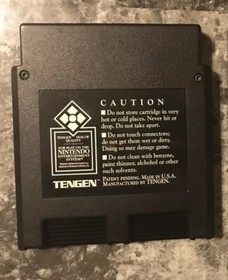 CAUTION
■ Do not store cartridge in very
hot or cold places. Never hit or
drop. Do not take apart.
■ Do not touch connectors;
do not get them wet or dirty.
Doing so may damage game.
■ Do not clean with benzene,
paint thinner, alcohol or other
such solvents.
Patent pending. Made in U.S.A.
Manufactured by TENGEN.
FOR PLAY ON THE
NINTENDO
ENTERTAINMENT
SYSTEM
TENGEN